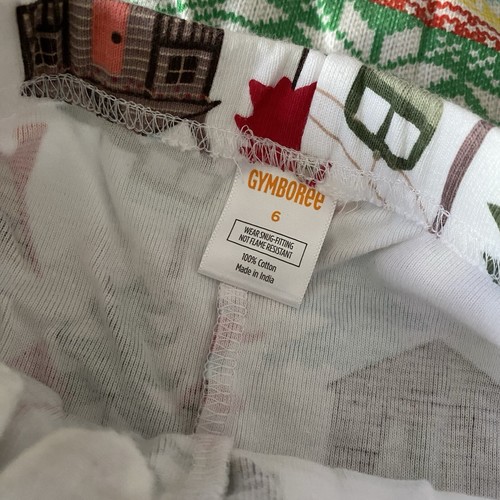 GYMBOREE
6
WEAR SNUG-FITTING
NOT FLAME RESISTANT
100% Cotton
Made in India